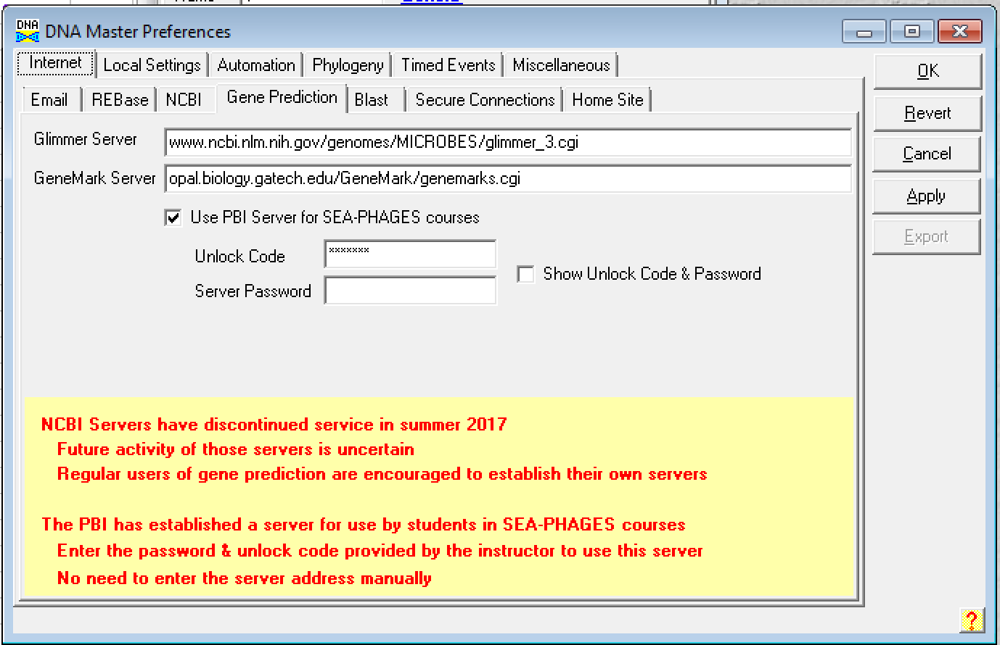 DNA Master Preferences
Internet Local Settings Automation Phylogeny Timed Events Miscellaneous
Email REBase NCBI Gene Prediction Blast Secure Connections Home Site
Glimmer Server www.ncbi.nlm.nih.gov/genomes/MICROBES/glimmer_3.cgi
GeneMark Server opal.biology.gatech.edu/GeneMark/genemarks.cgi
Use PBI Server for SEA-PHAGES courses
Unlock Code *******
Show Unlock Code & Password
Server Password
NCBI Servers have discontinued service in summer 2017
Future activity of those servers is uncertain
Regular users of gene prediction are encouraged to establish their own servers
The PBI has established a server for use by students in SEA-PHAGES courses
Enter the password & unlock code provided by the instructor to use this server
No need to enter the server address manually
OK
Revert
Cancel
Apply
Export
?